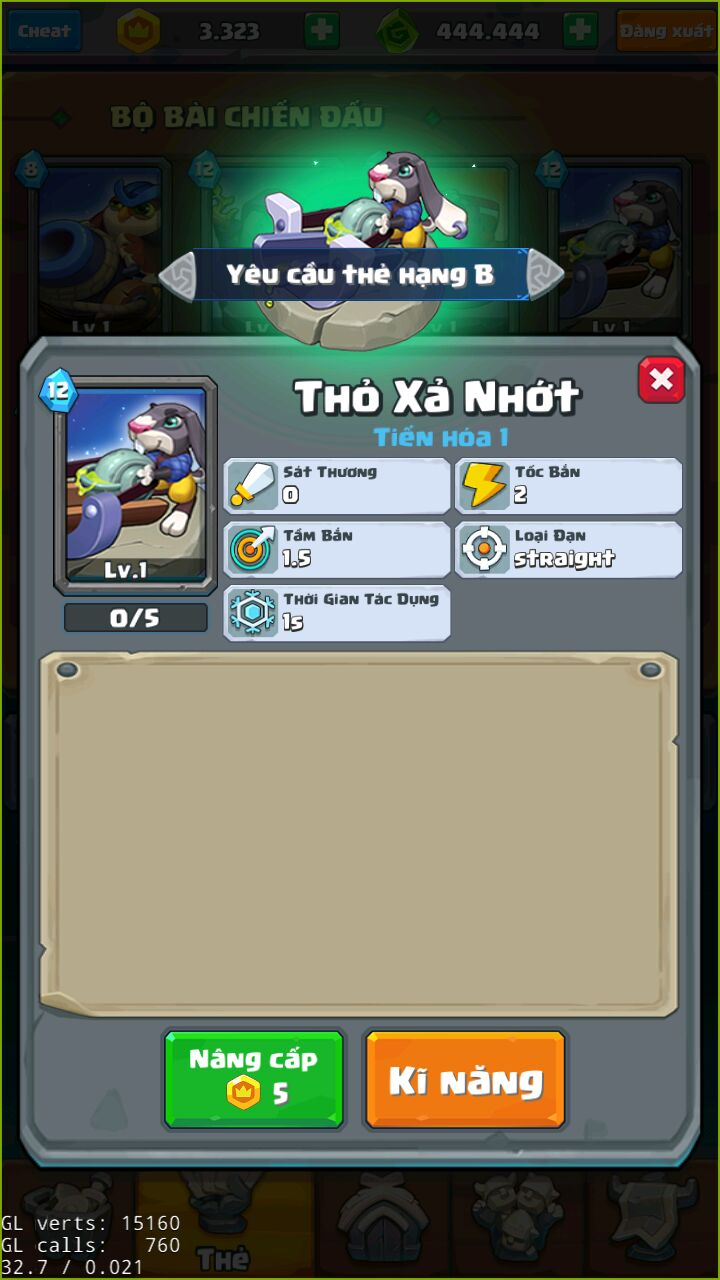 Cheat
3.323
444.444
Đăng xuất
BỘ BÀI CHIẾN ĐẤU
8
12
12
Yêu cầu thẻ hạng B
Lv.1
Lv.1
12
Thỏ Xả Nhớt
Tiến hóa 1
Sát Thương
0
Tốc Bắn
2
Tầm Bắn
1.5
Loại Đạn
straight
Thời Gian Tác Dụng
1s
Lv.1
0/5
Nâng cấp
5
Kĩ năng
Thẻ
GL verts: 15160
GL calls: 760
32.7 / 0.021